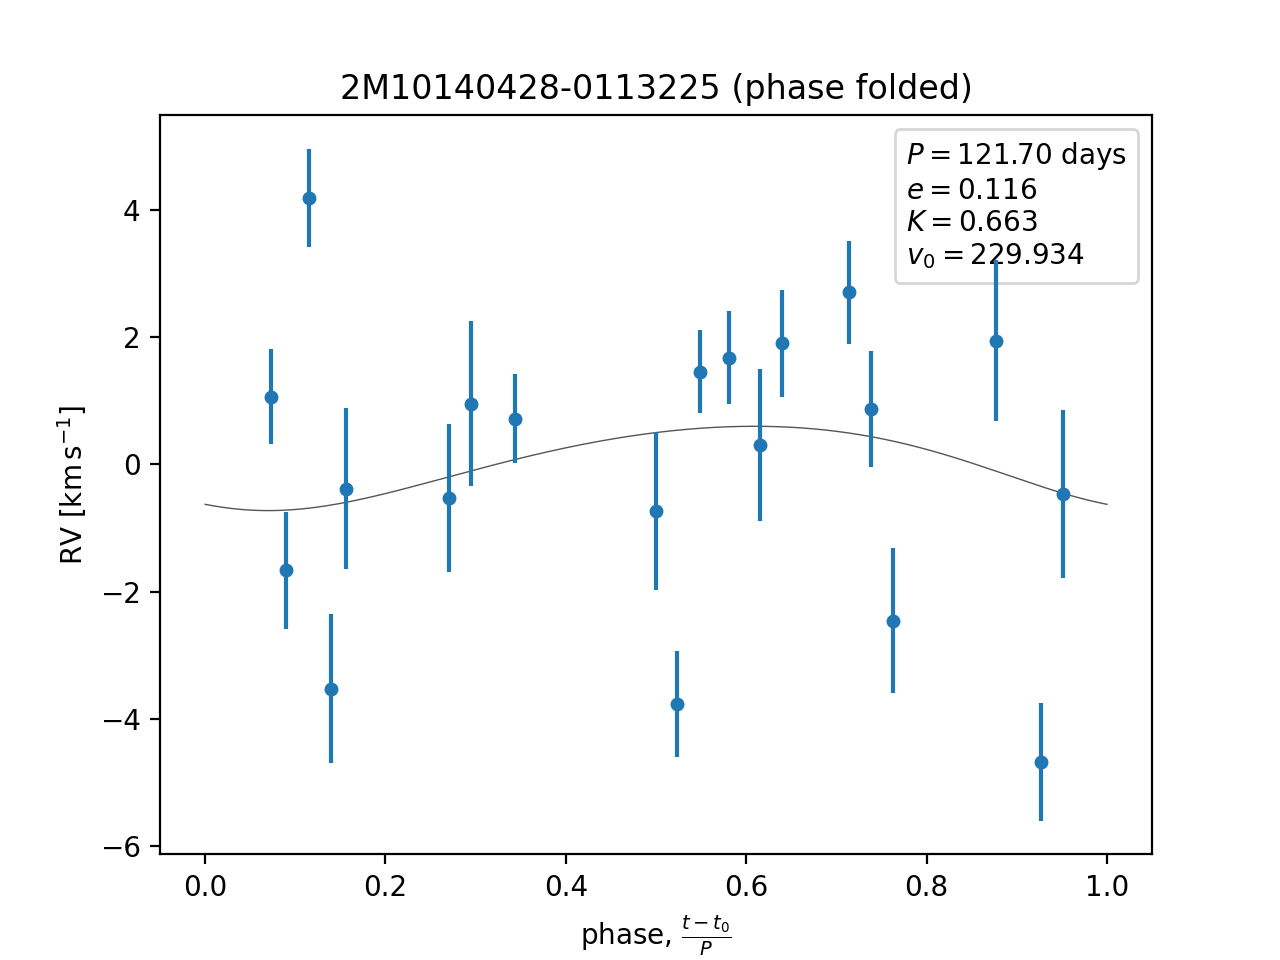 2M10140428-0113225 (phase folded)
P = 121.70 days
e = 0.116
K = 0.663
v₀ = 229.934
4
2
0
−2
−4
−6
RV [km s⁻¹]
0.0 0.2 0.4 0.6 0.8 1.0
phase, (t − t₀)/P